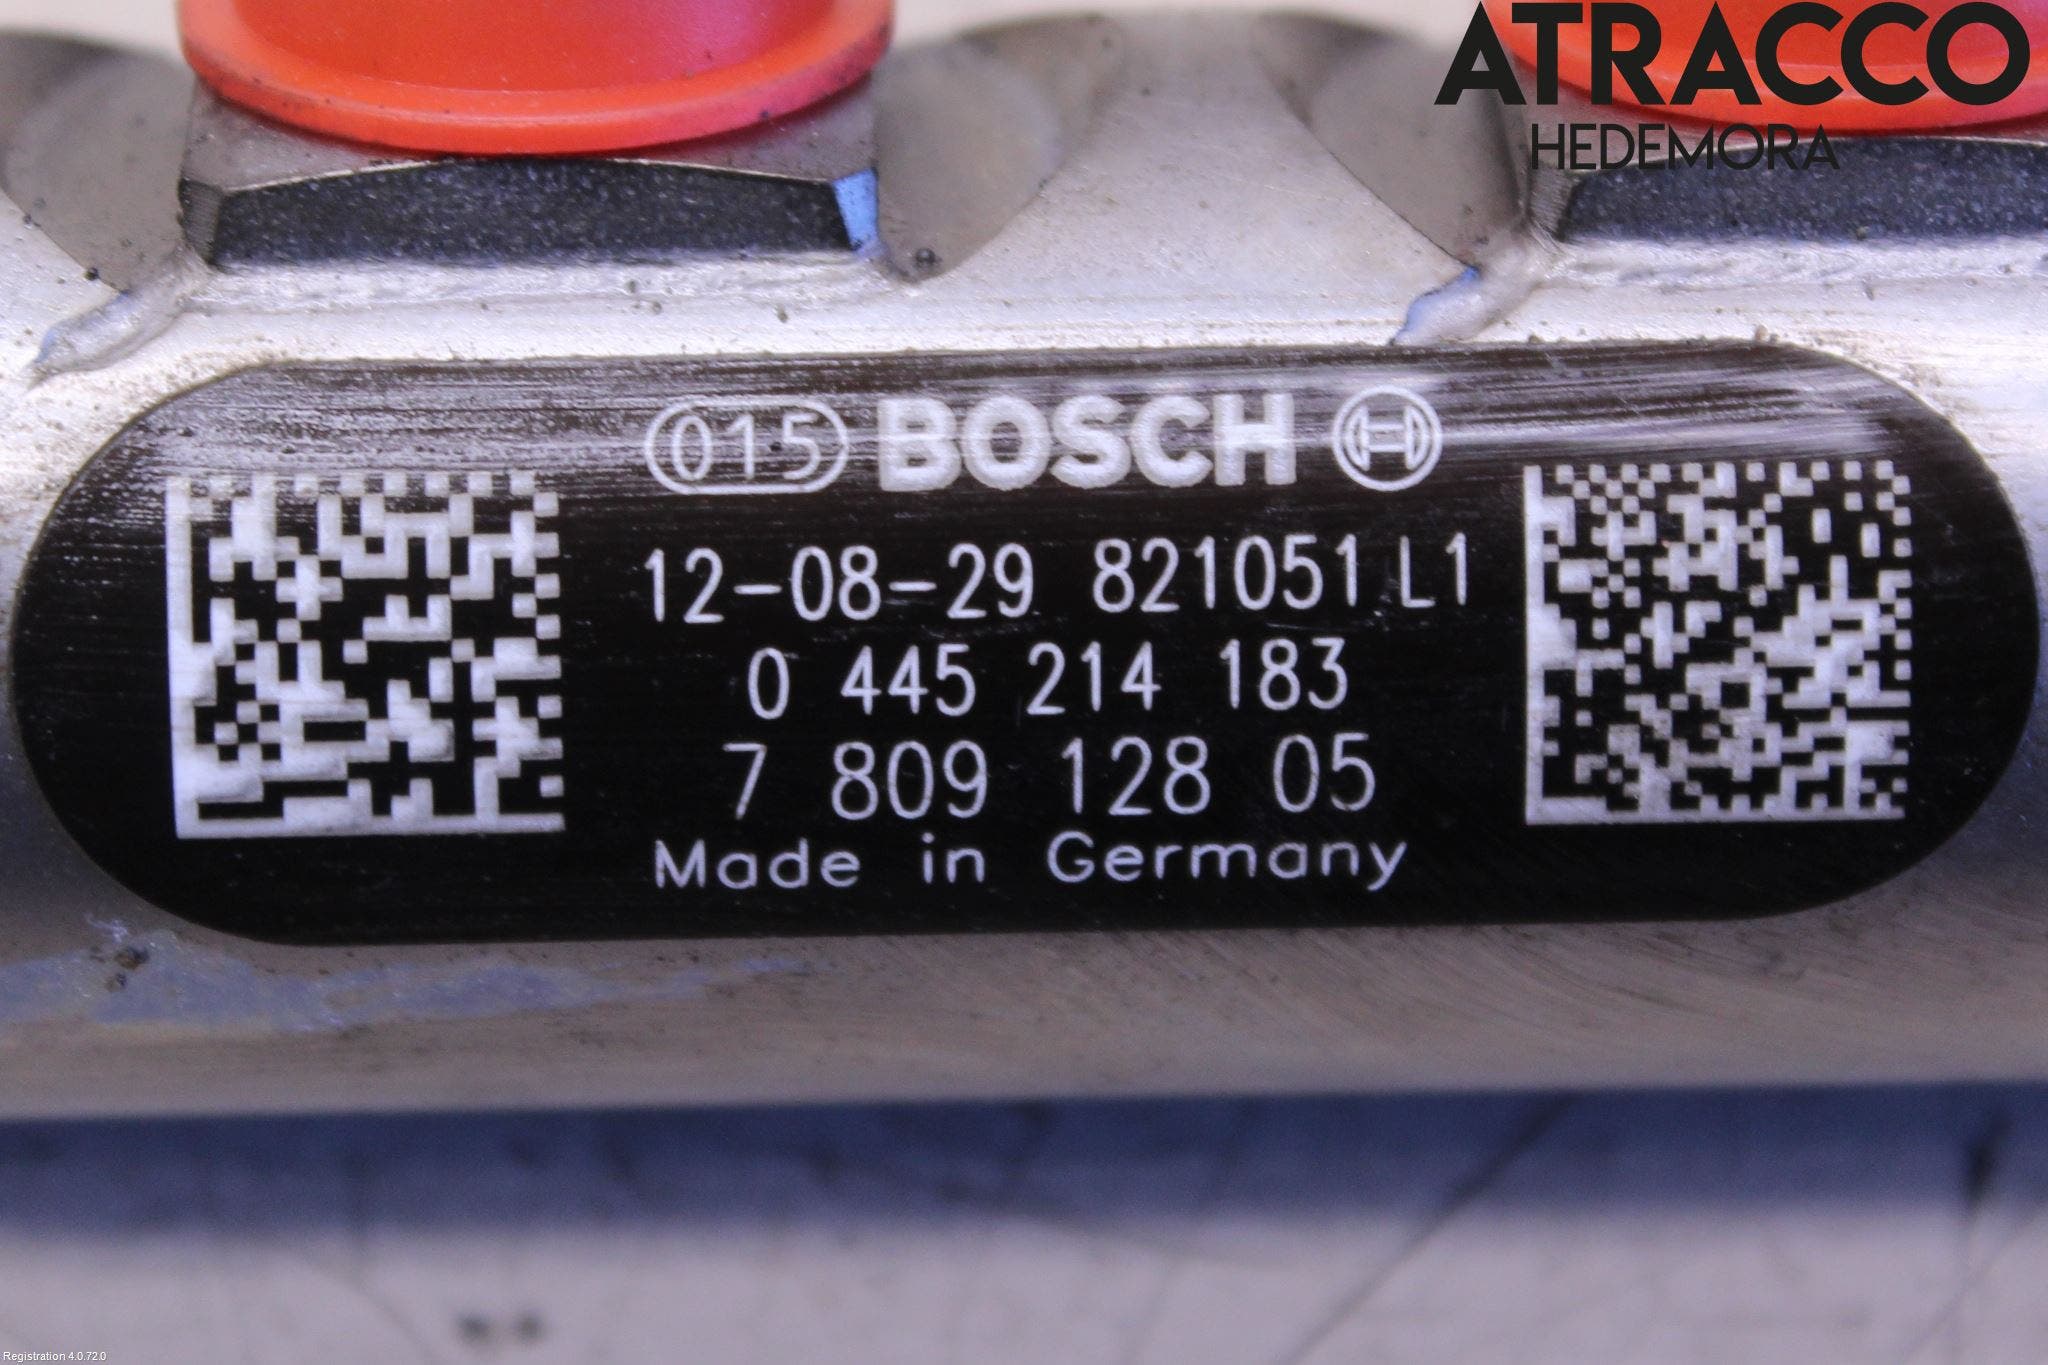 ATRACCO
HEDEMORA
015 BOSCH
12-08-29 821051 L1
0 445 214 183
7 809 128 05
Made in Germany
Registration 4.0.72.0